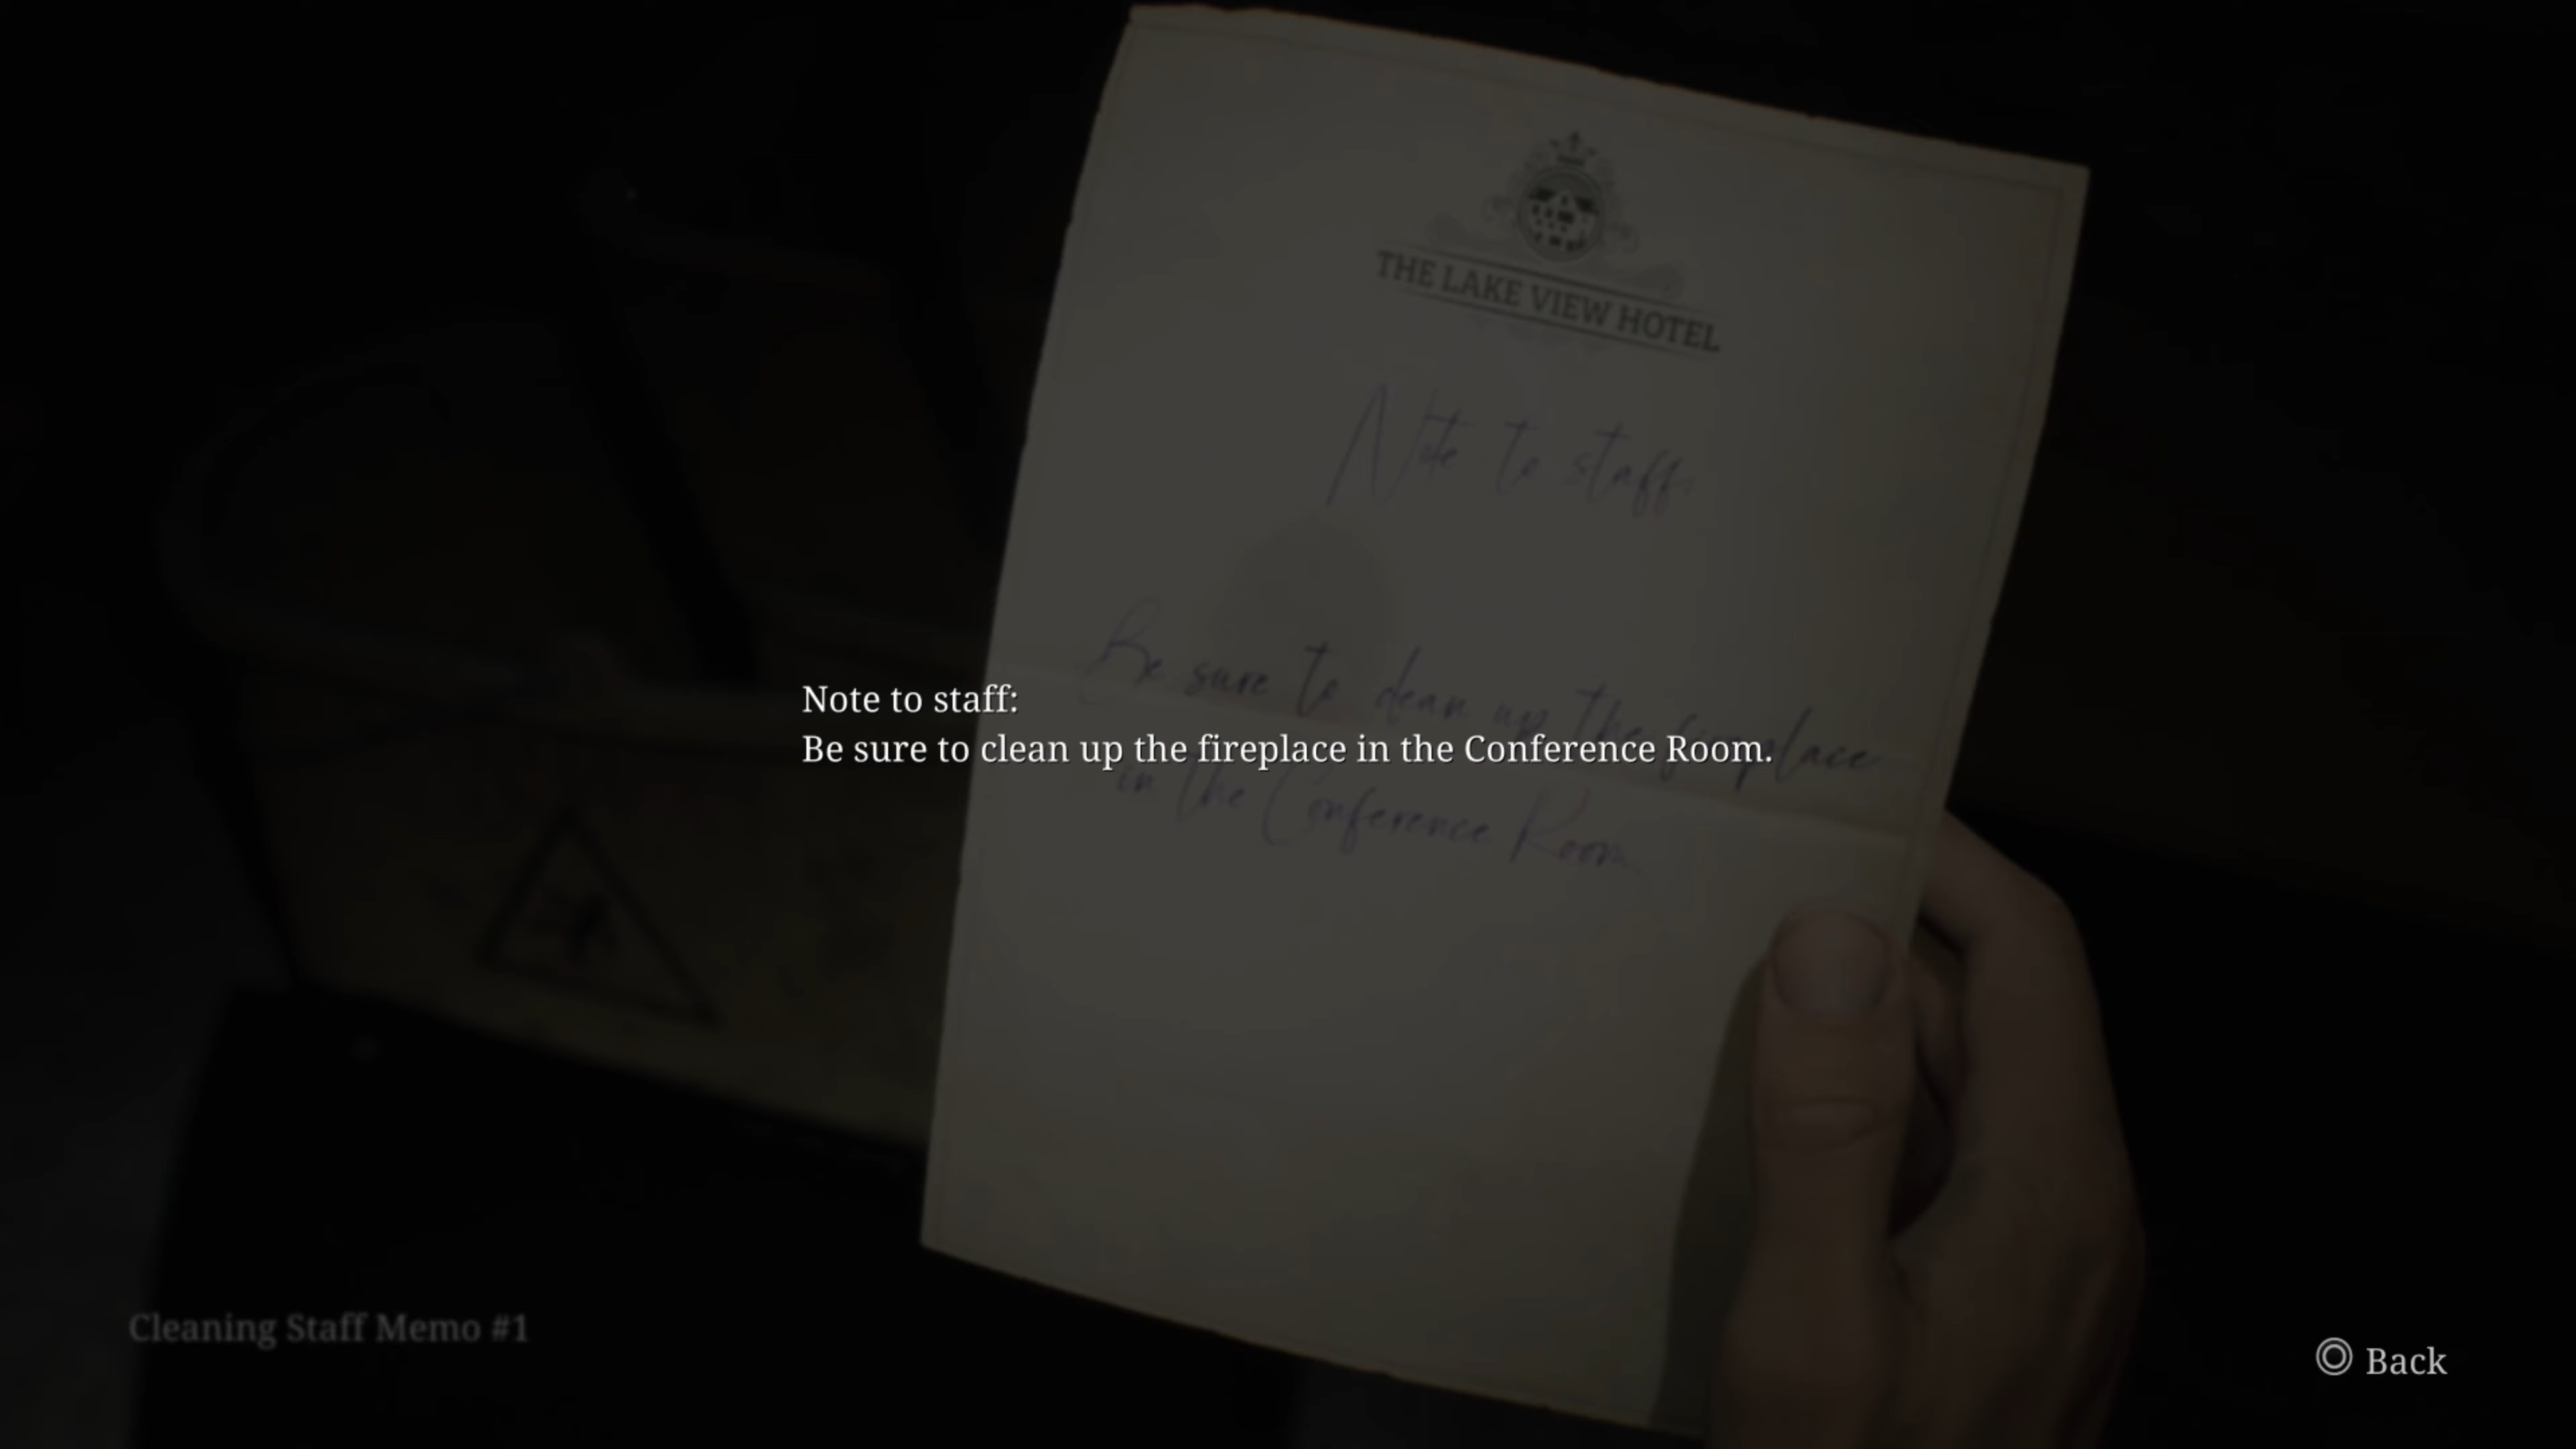 THE LAKE VIEW HOTEL
Note to staff:
Be sure to clean up the fireplace
in the Conference Room.
Note to staff:
Be sure to clean up the fireplace in the Conference Room.
Cleaning Staff Memo #1
Back